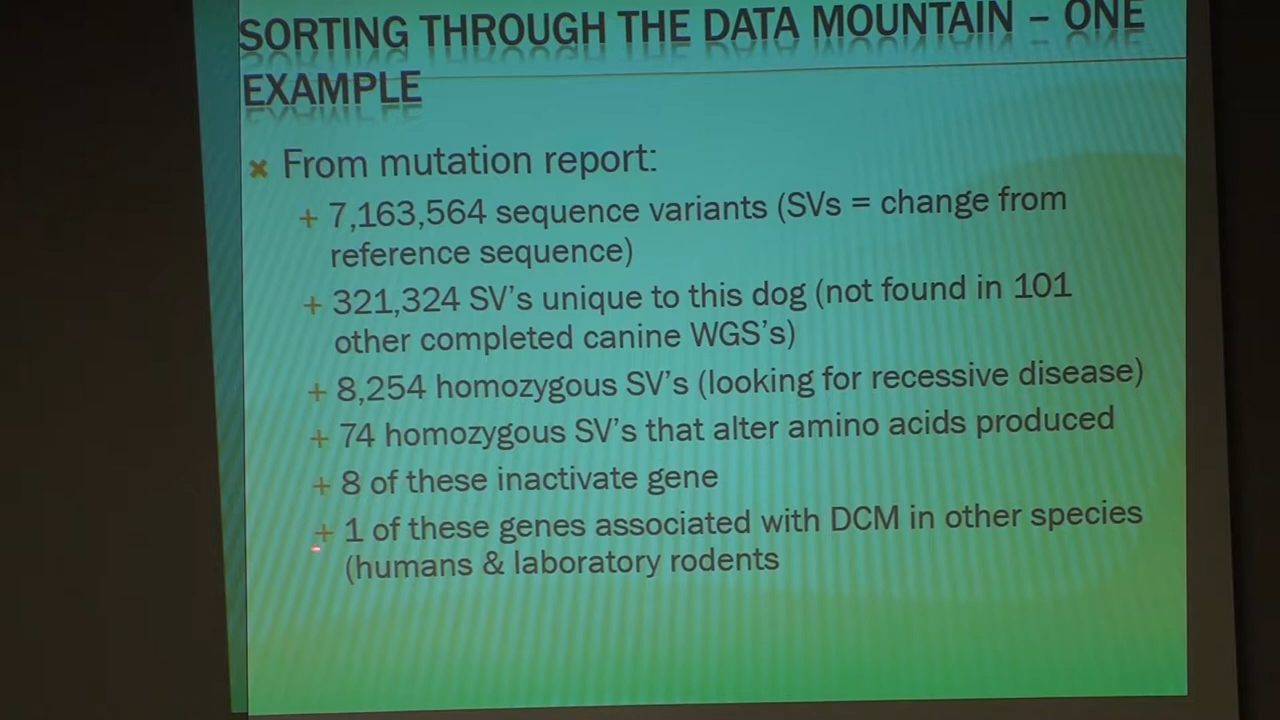 SORTING THROUGH THE DATA MOUNTAIN – ONE
EXAMPLE
From mutation report:
7,163,564 sequence variants (SVs = change from
reference sequence)
321,324 SV's unique to this dog (not found in 101
other completed canine WGS's)
8,254 homozygous SV's (looking for recessive disease)
74 homozygous SV's that alter amino acids produced
8 of these inactivate gene
1 of these genes associated with DCM in other species
(humans & laboratory rodents